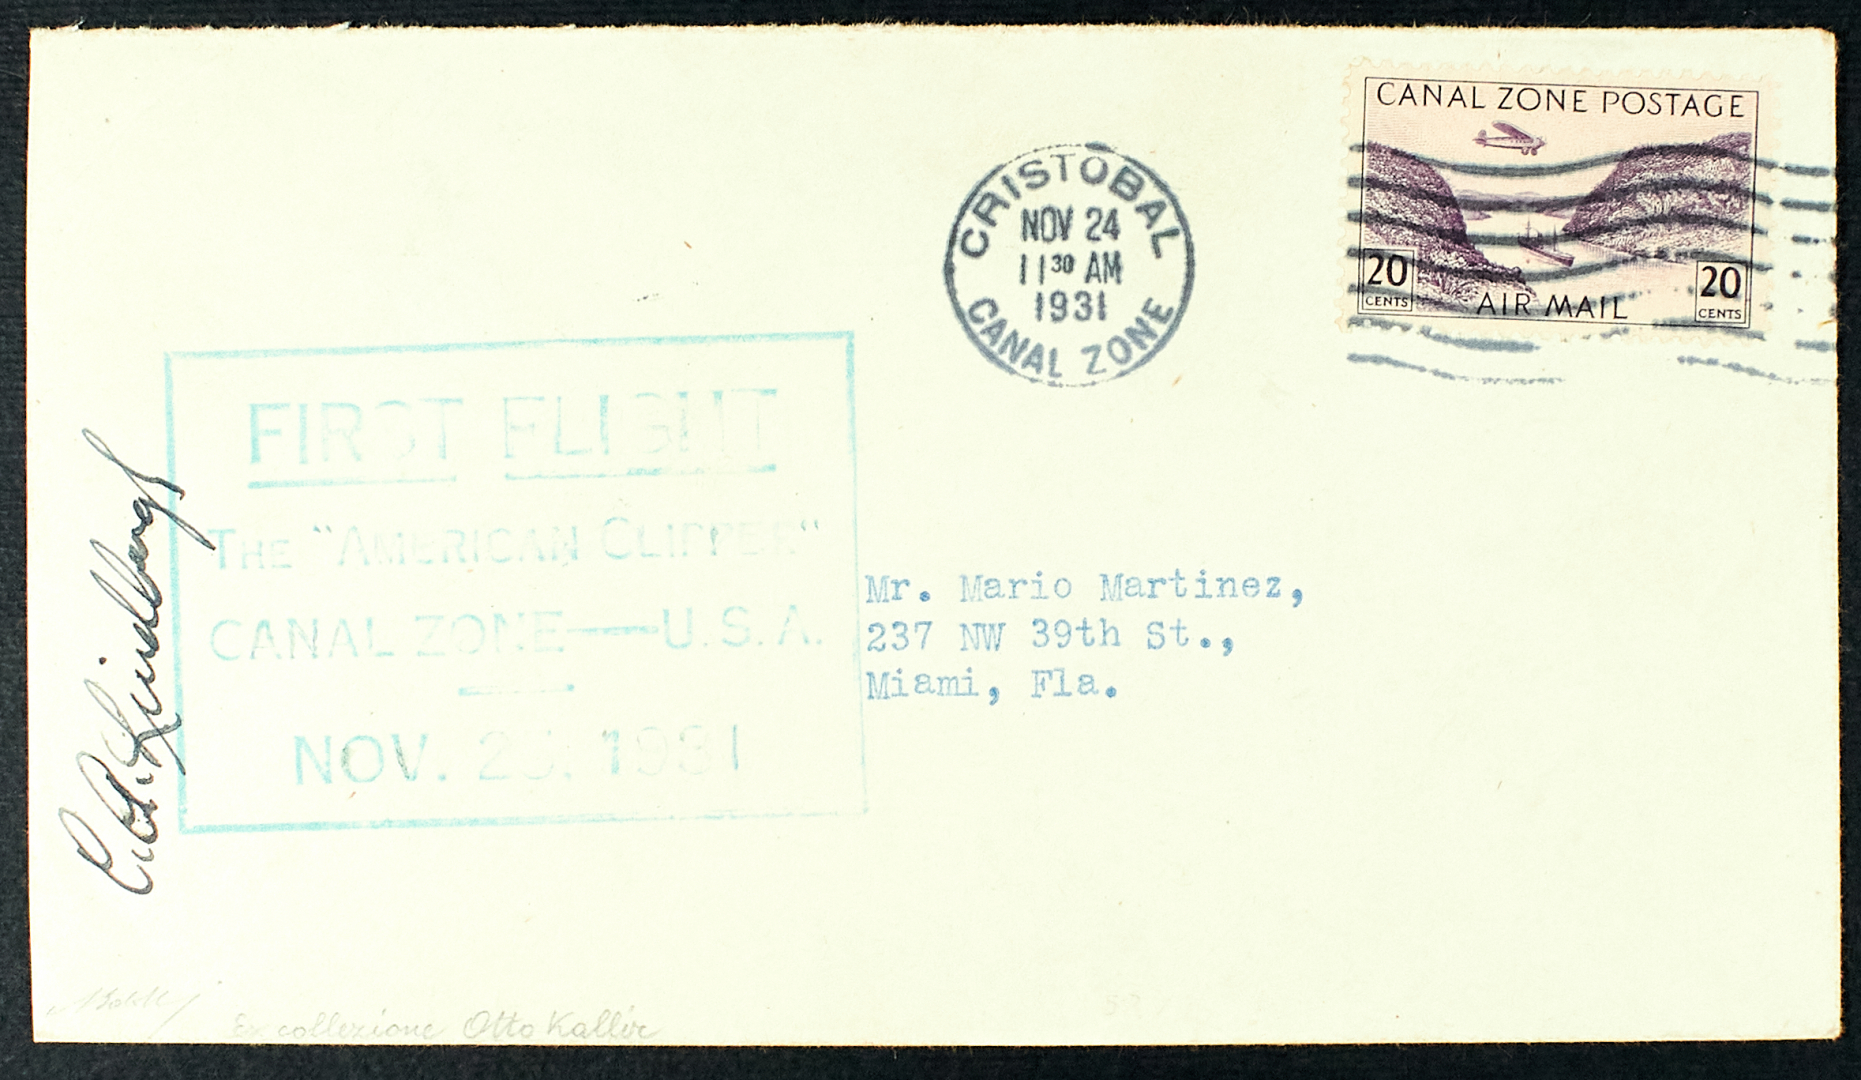 CANAL ZONE POSTAGE
20 CENTS
AIR MAIL
20 CENTS
CRISTOBAL
NOV 24
11 30 AM
1931
CANAL ZONE
FIRST FLIGHT
THE "AMERICAN CLIPPER"
CANAL ZONE — U.S.A.
NOV. 25. 1931
C. A. Lindbergh
Mr. Mario Martinez,
237 NW 39th St.,
Miami, Fla.
Ex collezione Otto Kallir